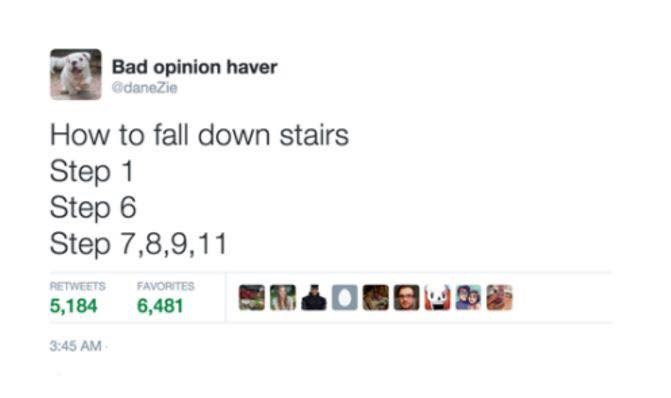 Bad opinion haver
@daneZie
How to fall down stairs
Step 1
Step 6
Step 7,8,9,11
RETWEETS FAVORITES
5,184 6,481
3:45 AM ·